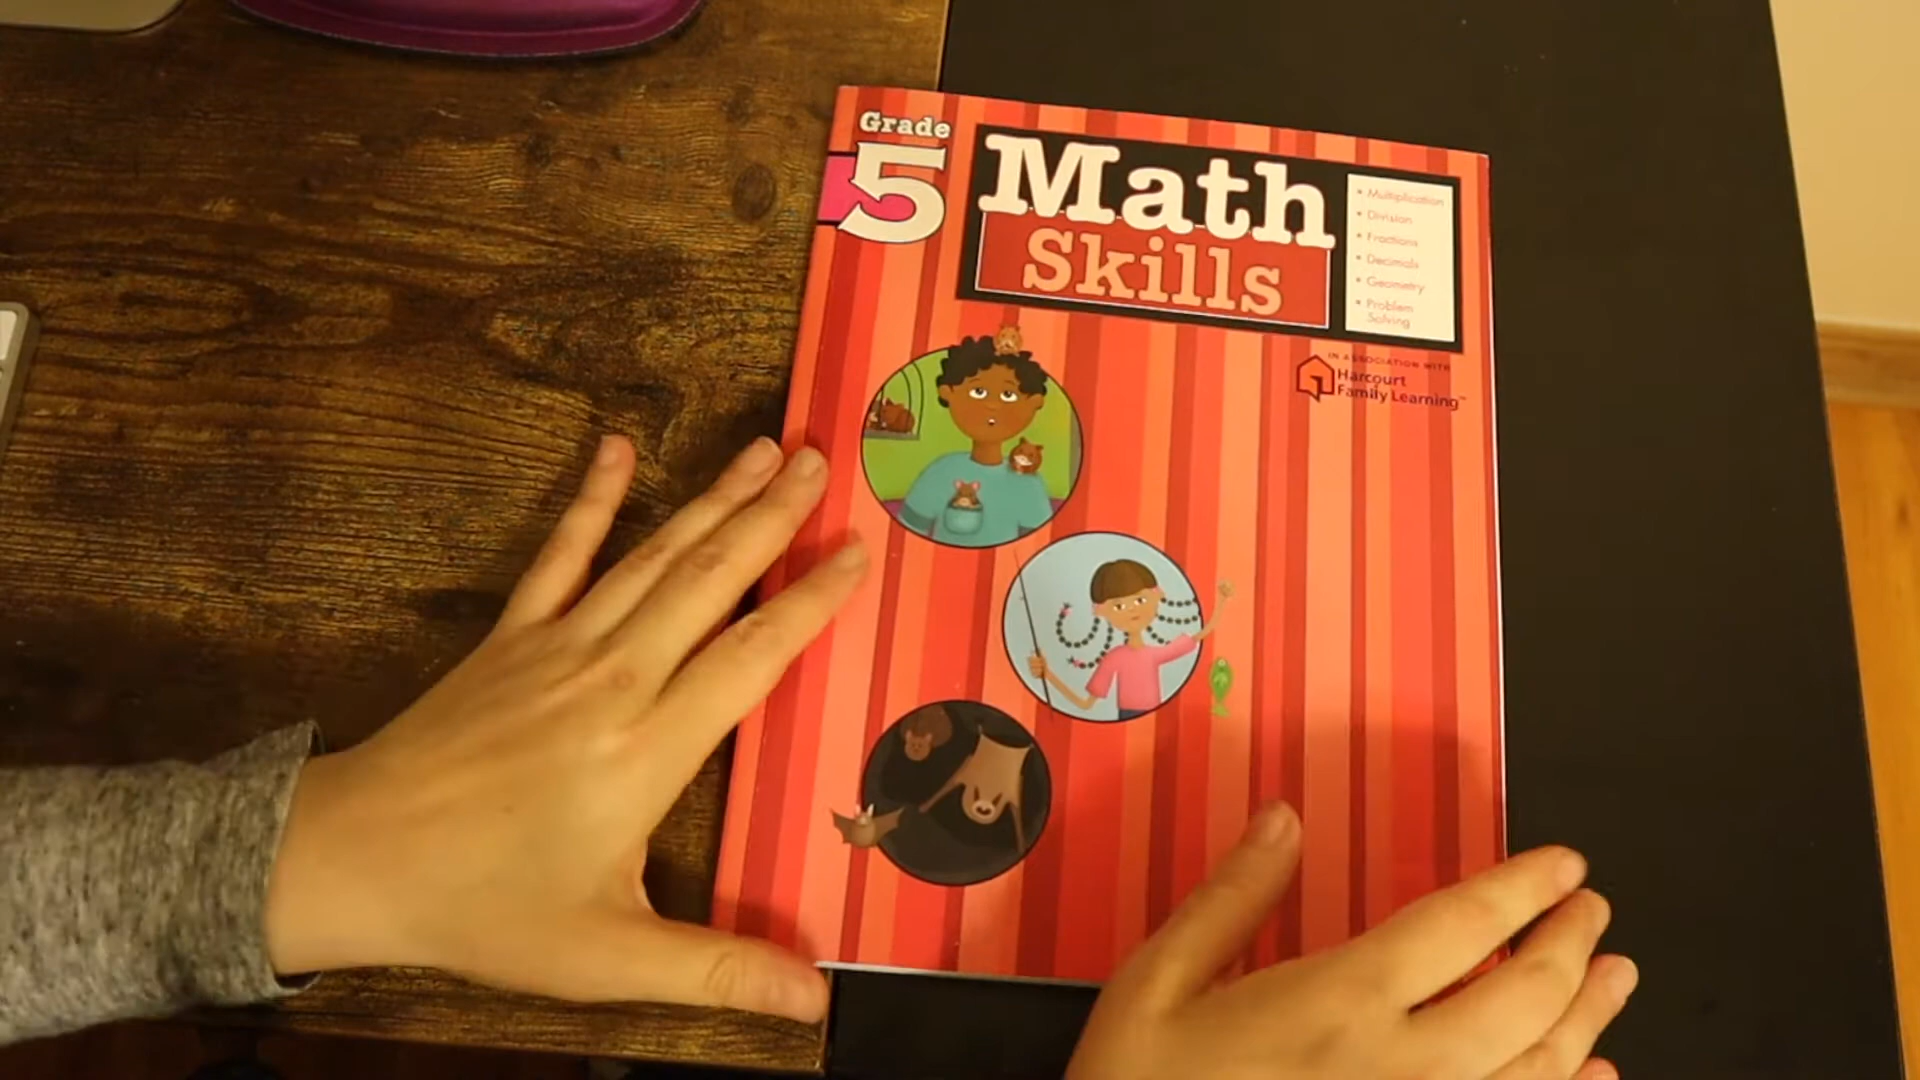 Grade
5
Math
Skills
• Multiplication
• Division
• Fractions
• Decimals
• Geometry
• Problem
Solving
IN ASSOCIATION WITH
Harcourt
Family Learning™